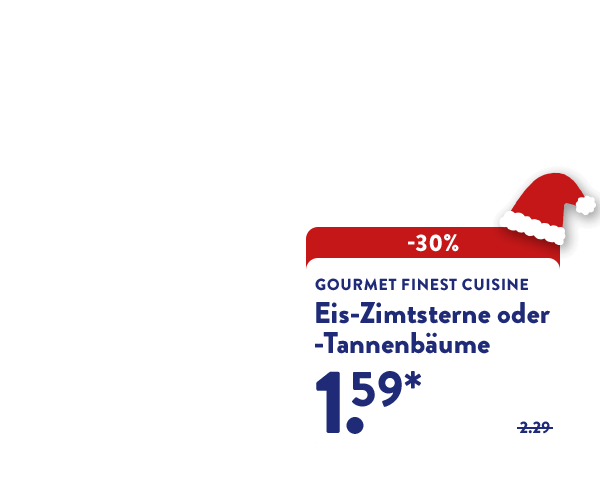 -30%
GOURMET FINEST CUISINE
Eis-Zimtsterne oder
-Tannenbäume
1.59*
2.29